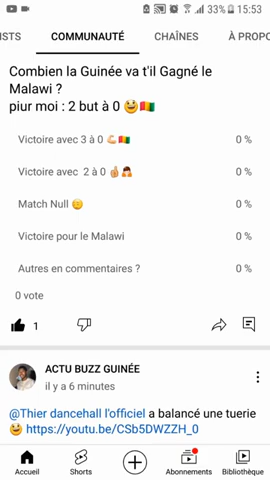 15:53
33%
ISTS
COMMUNAUTÉ
CHAÎNES
À PROPO
Combien la Guinée va t'il Gagné le
Malawi ?
piur moi : 2 but à 0 😃🇬🇳
Victoire avec 3 à 0 💪🏻🇬🇳 0 %
Victoire avec 2 à 0 0 %
Match Null 0 %
Victoire pour le Malawi 0 %
Autres en commentaires ? 0 %
0 vote
1
ACTU BUZZ GUINÉE
il y a 6 minutes
@Thier dancehall l'officiel a balancé une tuerie
😃 https://youtu.be/CSb5DWZZH_0
Accueil
Shorts
Abonnements
Bibliothèque